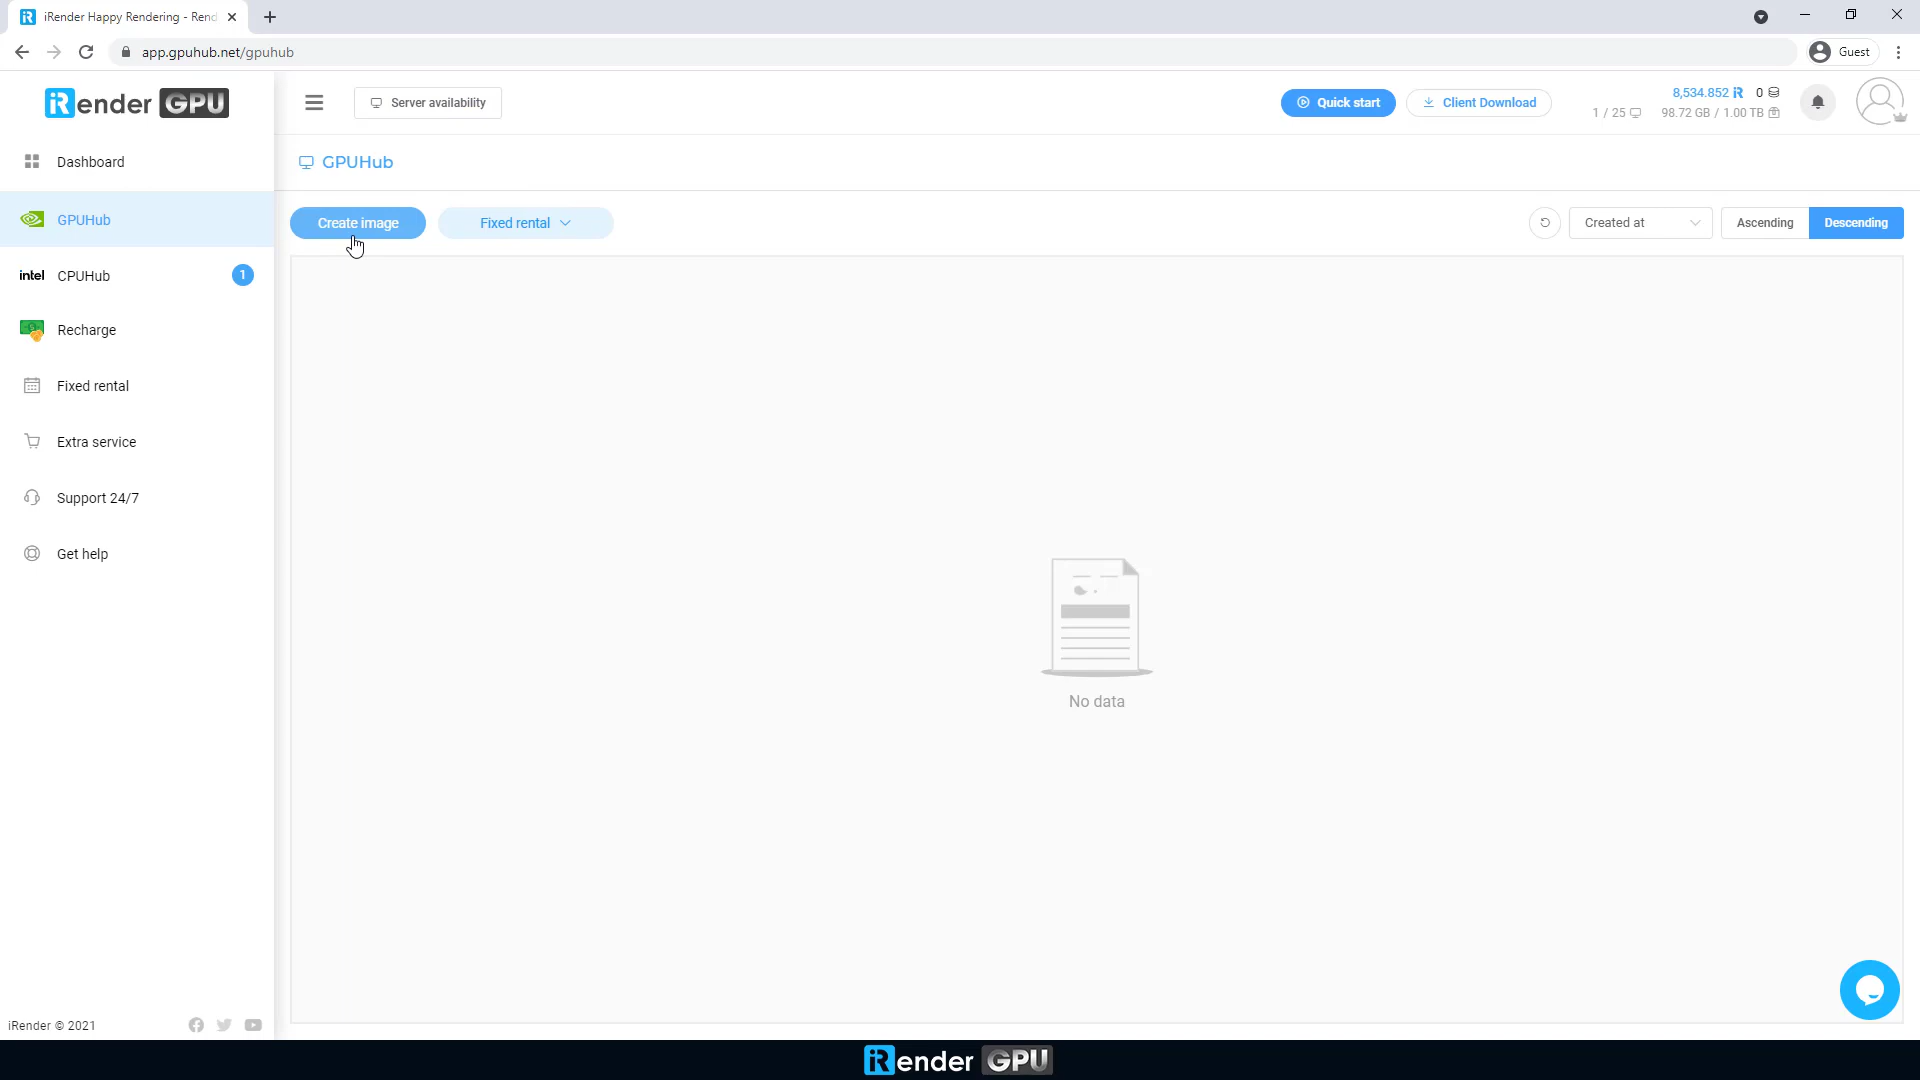 iRender Happy Rendering - Rend
app.gpuhub.net/gpuhub
Guest
iRender GPU
Server availability
Quick start
Client Download
8,534.852 iR 0
1 / 25 98.72 GB / 1.00 TB
Dashboard
GPUHub
intel CPUHub 1
Recharge
Fixed rental
Extra service
Support 24/7
Get help
GPUHub
Create image
Fixed rental
Created at
Ascending
Descending
No data
iRender © 2021
iRender GPU